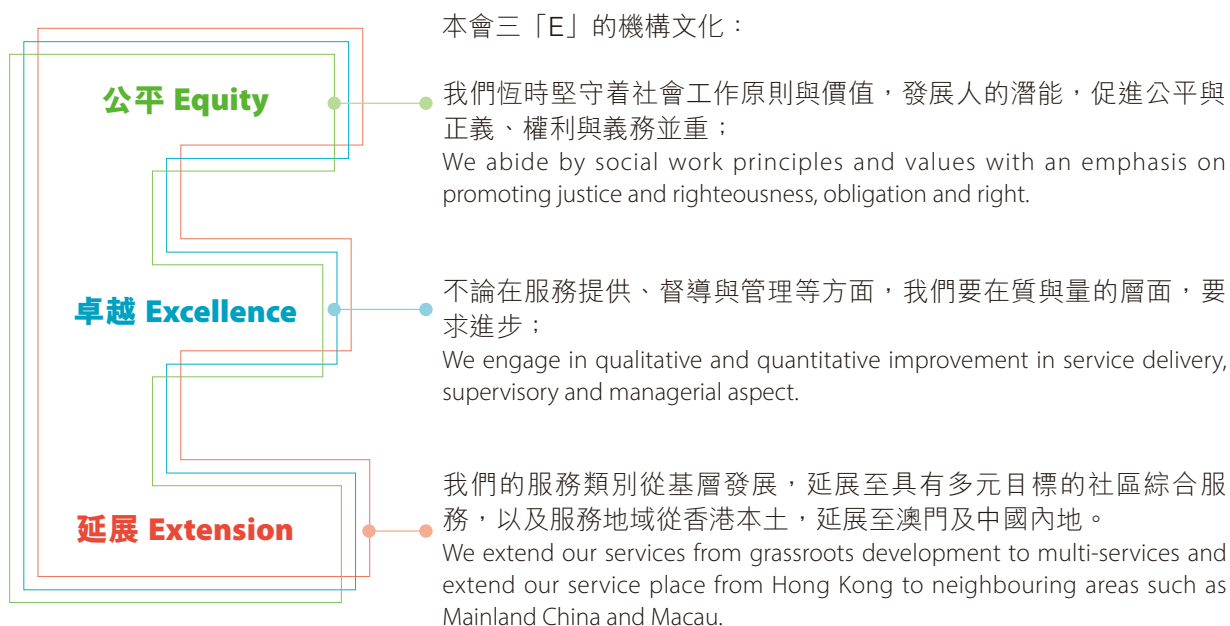 本會三「E」的機構文化：
公平 Equity
我們恆時堅守着社會工作原則與價值，發展人的潛能，促進公平與
正義、權利與義務並重；
We abide by social work principles and values with an emphasis on
promoting justice and righteousness, obligation and right.
卓越 Excellence
不論在服務提供、督導與管理等方面，我們要在質與量的層面，要
求進步；
We engage in qualitative and quantitative improvement in service delivery,
supervisory and managerial aspect.
延展 Extension
我們的服務類別從基層發展，延展至具有多元目標的社區綜合服
務，以及服務地域從香港本土，延展至澳門及中國內地。
We extend our services from grassroots development to multi-services and
extend our service place from Hong Kong to neighbouring areas such as
Mainland China and Macau.